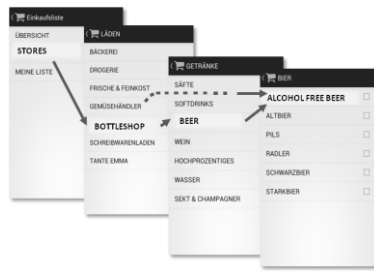 Einkaufsliste
ÜBERSICHT
STORES
MEINE LISTE
LÄDEN
BÄCKEREI
DROGERIE
FRISCHE & FEINKOST
GEMÜSEHÄNDLER
BOTTLESHOP
SCHREIBWARENLADEN
TANTE EMMA
GETRÄNKE
SÄFTE
SOFTDRINKS
BEER
WEIN
HOCHPROZENTIGES
WASSER
SEKT & CHAMPAGNER
BIER
ALCOHOL FREE BEER
ALTBIER
PILS
RADLER
SCHWARZBIER
STARKBIER